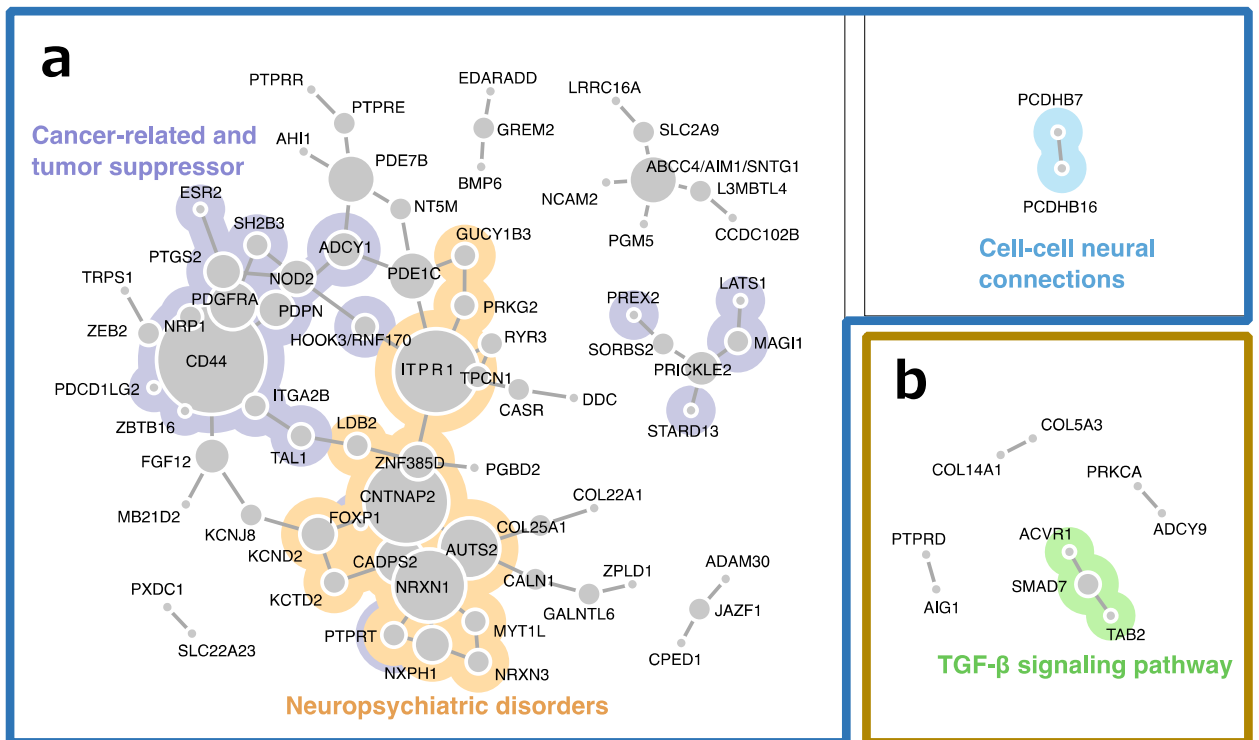 a
PTPRR
EDARADD
LRRC16A
PTPRE
Cancer-related and
tumor suppressor
AHI1
GREM2
SLC2A9
PDE7B
ABCC4/AIM1/SNTG1
BMP6
NCAM2
L3MBTL4
ESR2
NT5M
SH2B3
GUCY1B3
PGM5
CCDC102B
PTGS2
ADCY1
PDE1C
TRPS1
NOD2
LATS1
PDGFRA
PREX2
PDPN
PRKG2
ZEB2
NRP1
HOOK3/RNF170
RYR3
SORBS2
MAGI1
CD44
ITPR1
TPCN1
PRICKLE2
PDCD1LG2
ITGA2B
CASR
DDC
ZBTB16
LDB2
STARD13
TAL1
FGF12
ZNF385D
PGBD2
CNTNAP2
COL22A1
MB21D2
FOXP1
COL25A1
KCNJ8
KCND2
AUTS2
CADPS2
ADAM30
ZPLD1
CALN1
NRXN1
PXDC1
KCTD2
GALNTL6
JAZF1
PTPRT
MYT1L
SLC22A23
CPED1
NXPH1
NRXN3
Neuropsychiatric disorders
PCDHB7
PCDHB16
Cell-cell neural
connections
b
COL5A3
COL14A1
PRKCA
ADCY9
PTPRD
ACVR1
SMAD7
AIG1
TAB2
TGF-β signaling pathway